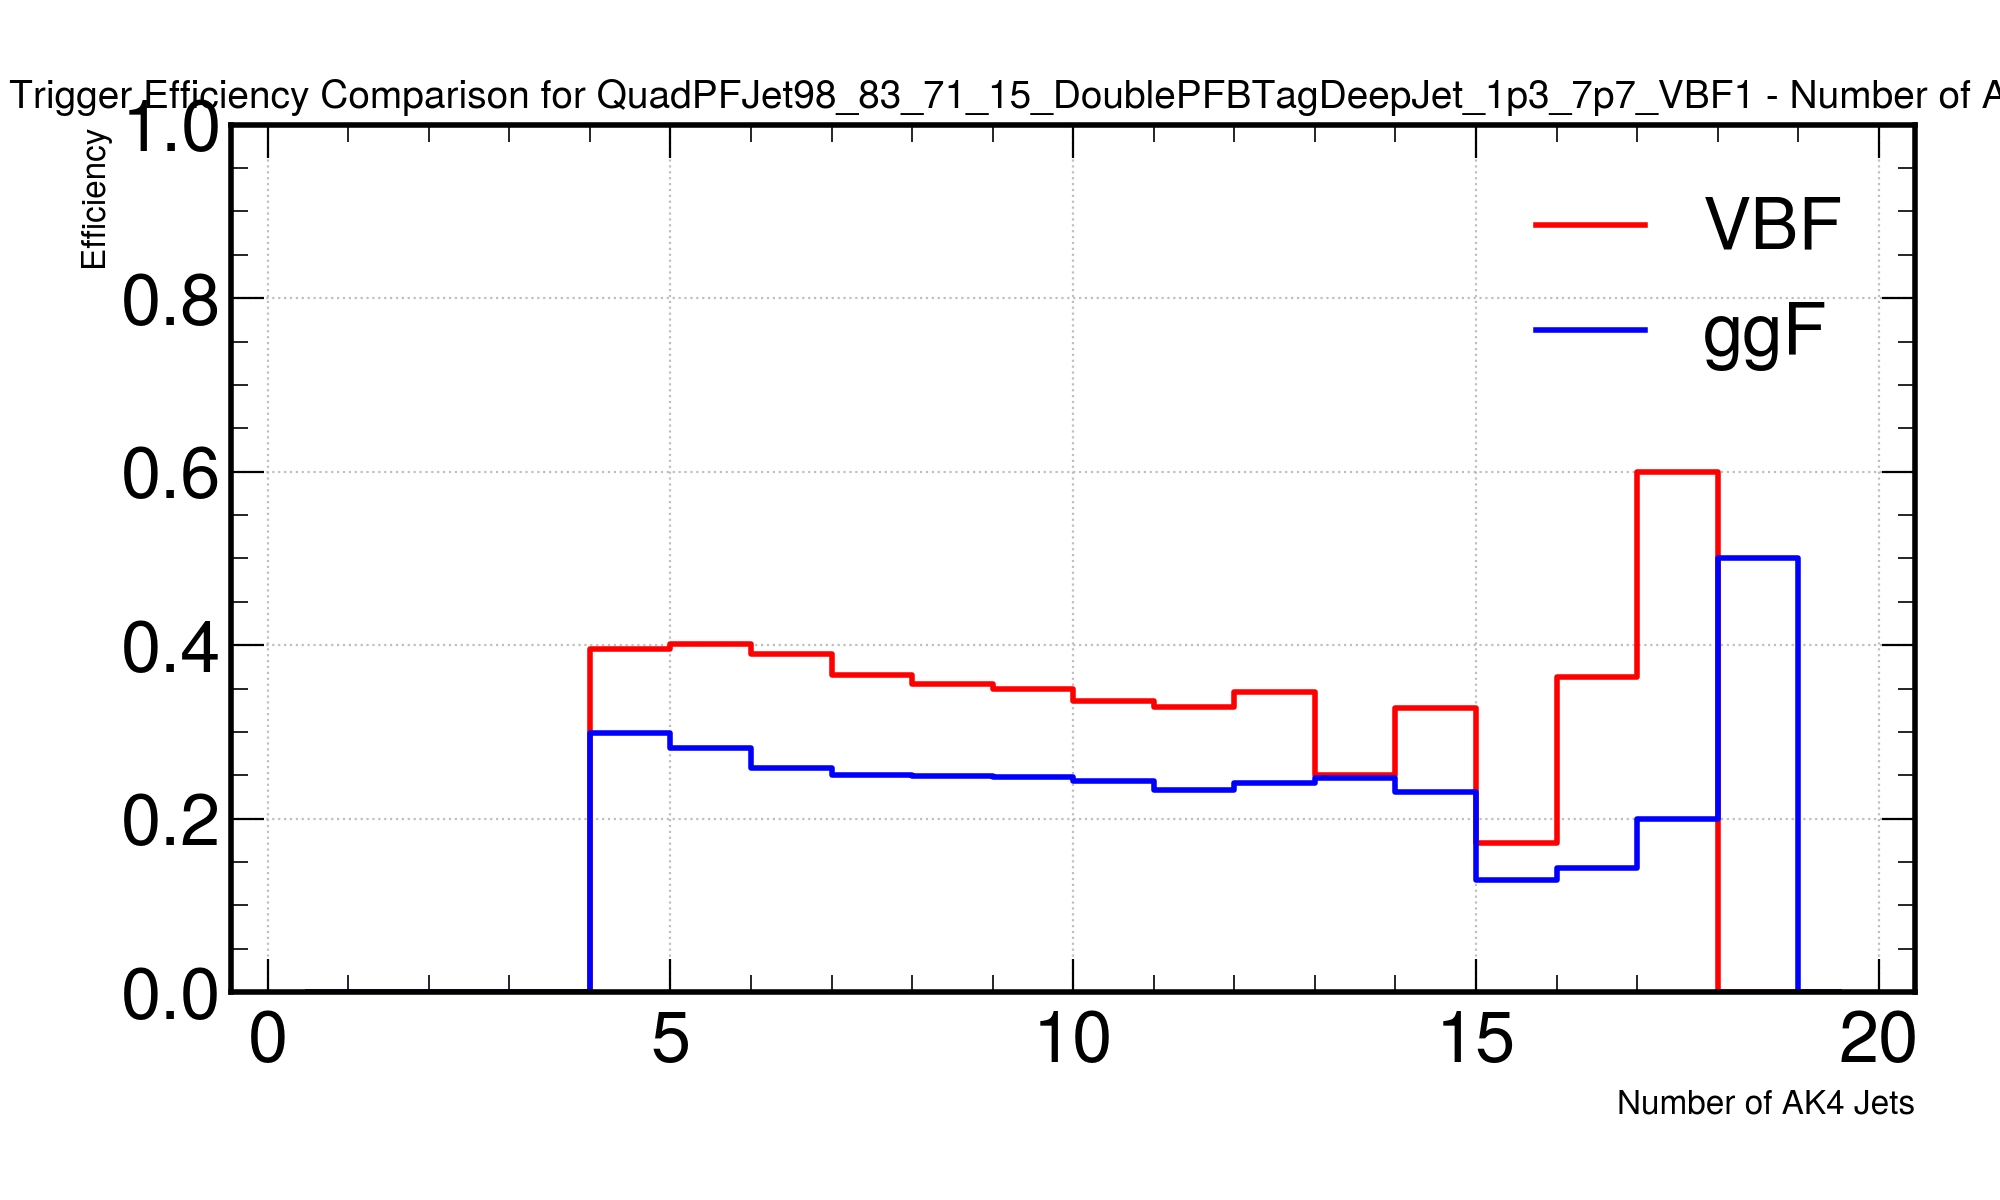 Trigger Efficiency Comparison for QuadPFJet98_83_71_15_DoublePFBTagDeepJet_1p3_7p7_VBF1 - Number of A
Efficiency
1.0
0.8
0.6
0.4
0.2
0.0
VBF
ggF
0 5 10 15 20
Number of AK4 Jets